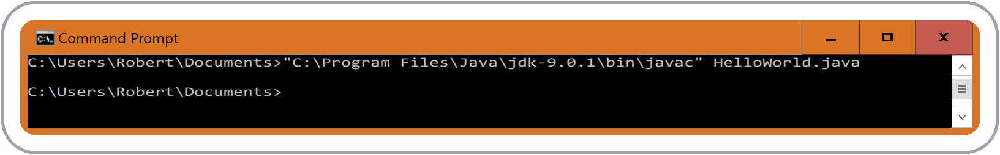 Command Prompt
C:\Users\Robert\Documents>"C:\Program Files\Java\jdk-9.0.1\bin\javac" HelloWorld.java
C:\Users\Robert\Documents>